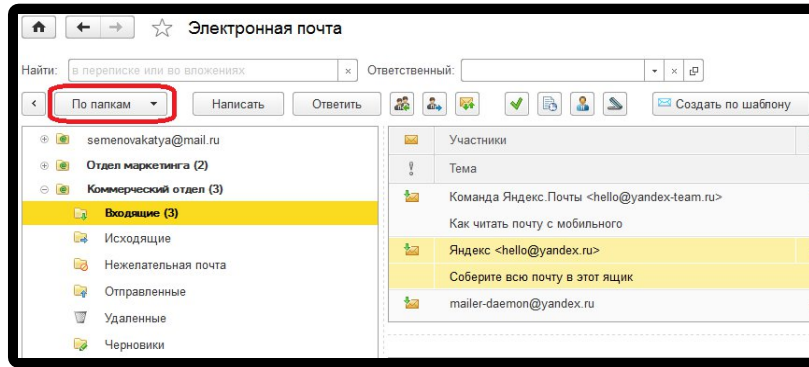 Электронная почта
Найти: в переписке или во вложениях Ответственный:
По папкам Написать Ответить Создать по шаблону
semenovakatya@mail.ru
Отдел маркетинга (2)
Коммерческий отдел (3)
Входящие (3)
Исходящие
Нежелательная почта
Отправленные
Удаленные
Черновики
Участники
Тема
Команда Яндекс.Почты <hello@yandex-team.ru>
Как читать почту с мобильного
Яндекс <hello@yandex.ru>
Соберите всю почту в этот ящик
mailer-daemon@yandex.ru